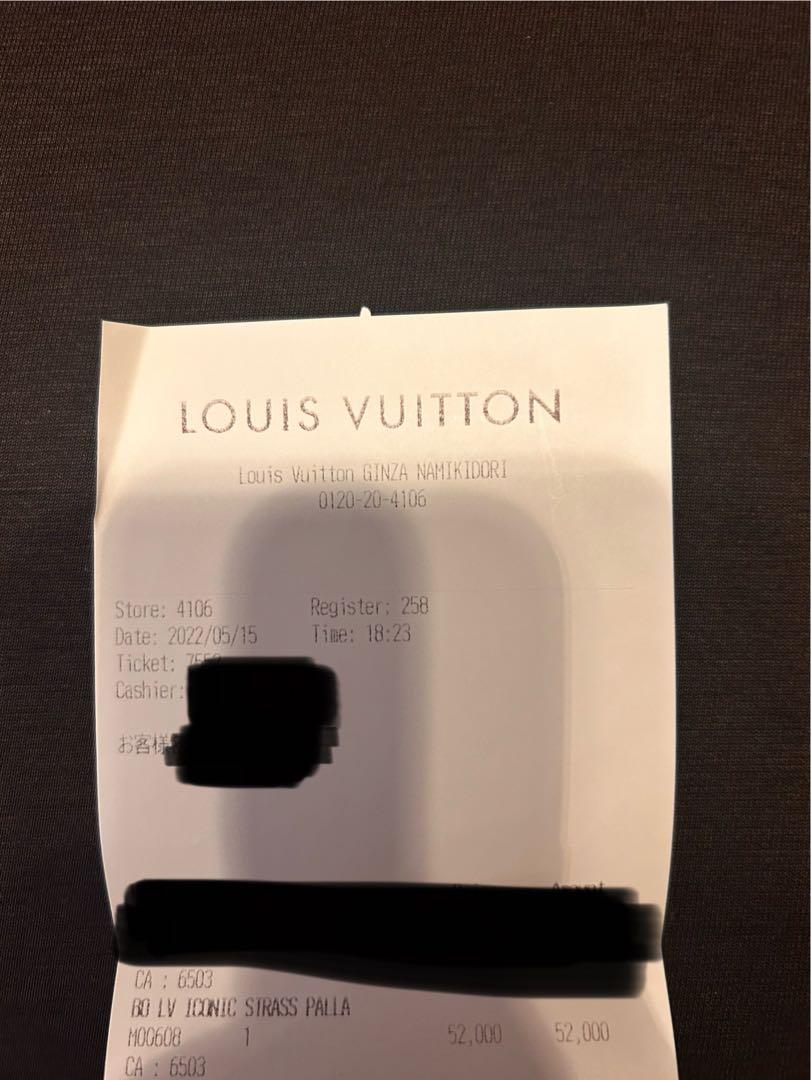 LOUIS VUITTON
Louis Vuitton GINZA NAMIKIDORI
0120-20-4106
Store: 4106 Register: 258
Date: 2022/05/15 Time: 18:23
Ticket:
Cashier:
お客様
Amount
CA : 6503
BO LV ICONIC STRASS PALLA
M00608 1 52,000 52,000
CA : 6503